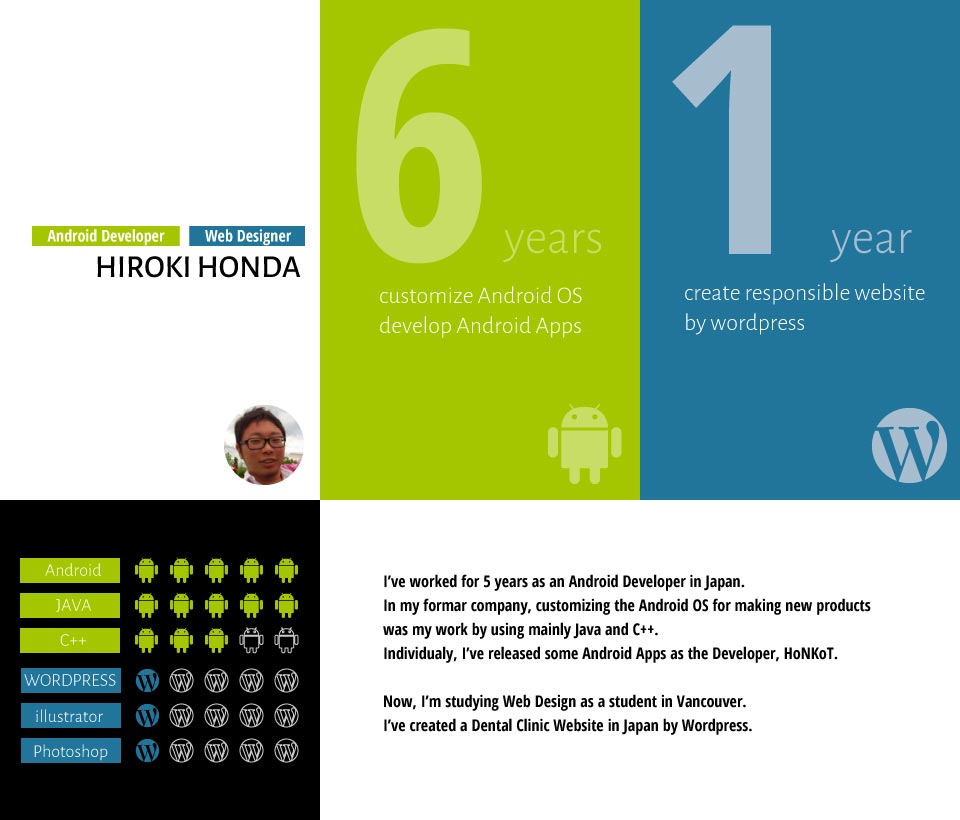 Android Developer
Web Designer
HIROKI HONDA
6 years
customize Android OS
develop Android Apps
1 year
create responsible website
by wordpress
Android
JAVA
C++
WORDPRESS
illustrator
Photoshop
I've worked for 5 years as an Android Developer in Japan.
In my formar company, customizing the Android OS for making new products
was my work by using mainly Java and C++.
Individualy, I've released some Android Apps as the Developer, HoNKoT.
Now, I'm studying Web Design as a student in Vancouver.
I've created a Dental Clinic Website in Japan by Wordpress.